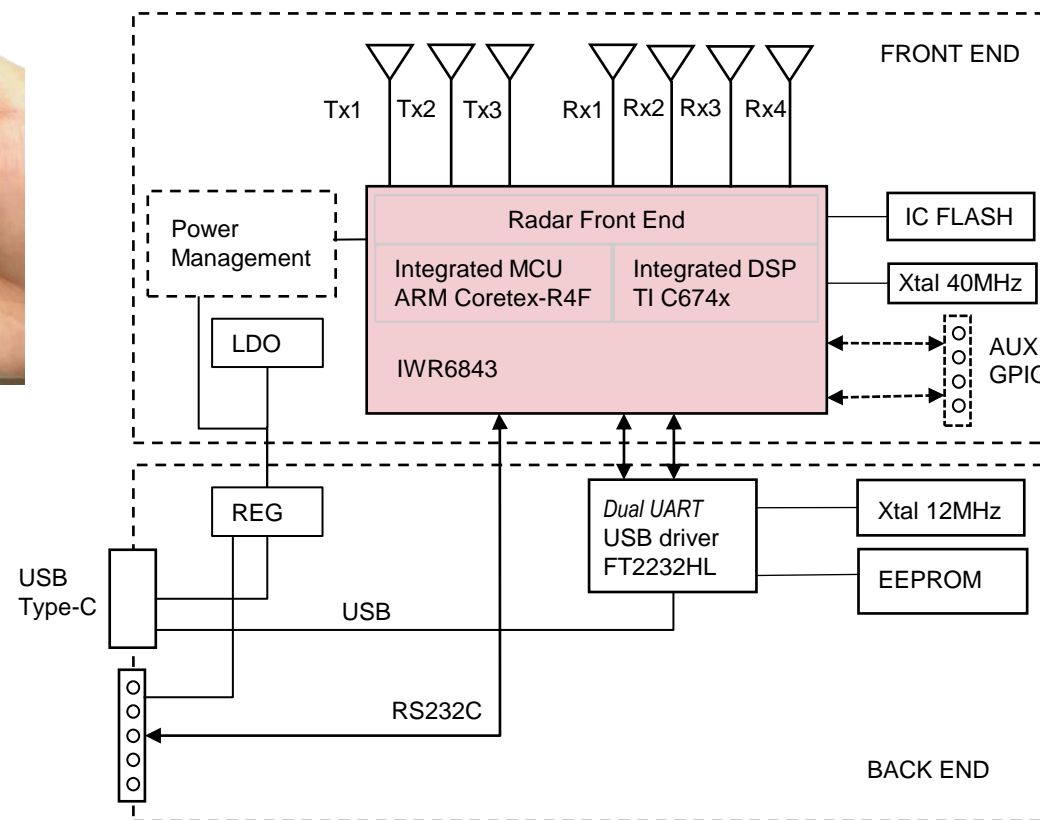 FRONT END
Tx1
Tx2
Tx3
Rx1
Rx2
Rx3
Rx4
Power
Management
Radar Front End
Integrated MCU
ARM Coretex-R4F
Integrated DSP
TI C674x
IWR6843
IC FLASH
Xtal 40MHz
AUX
GPIO
LDO
REG
Dual UART
USB driver
FT2232HL
Xtal 12MHz
EEPROM
USB
Type-C
USB
RS232C
BACK END